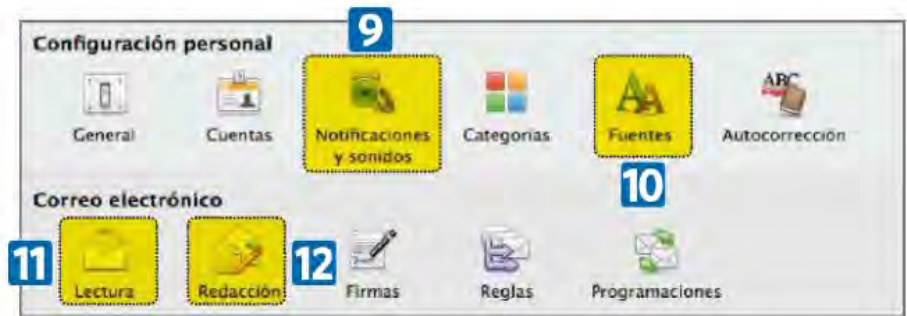 9
Configuración personal
General
Cuentas
Notificaciones
y sonidos
Categorías
Fuentes
ABC
Autocorrección
10
Correo electrónico
11
Lectura
Redacción
12
Firmas
Reglas
Programaciones